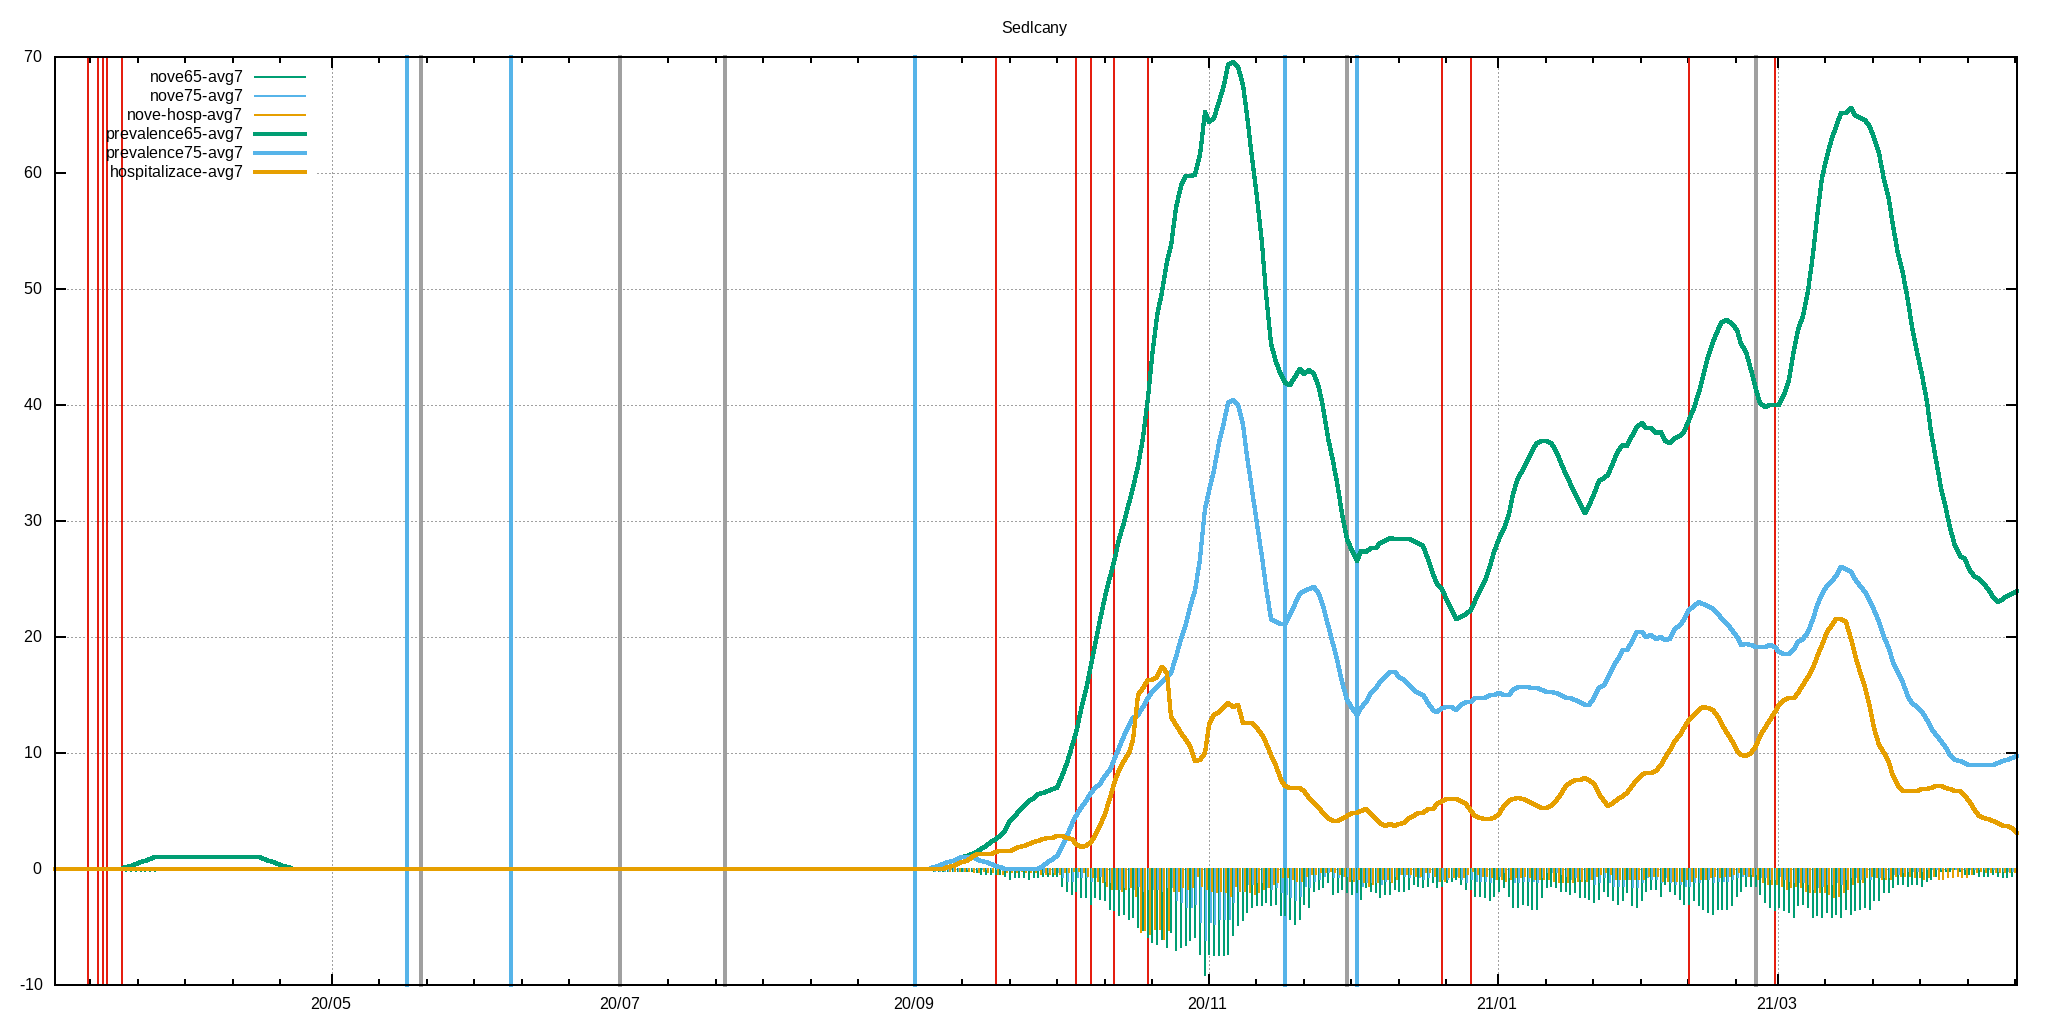 Sedlcany
70
nove65-avg7
nove75-avg7
nove-hosp-avg7
prevalence65-avg7
prevalence75-avg7
hospitalizace-avg7
60
50
40
30
20
10
0
-10
20/05 20/07 20/09 20/11 21/01 21/03